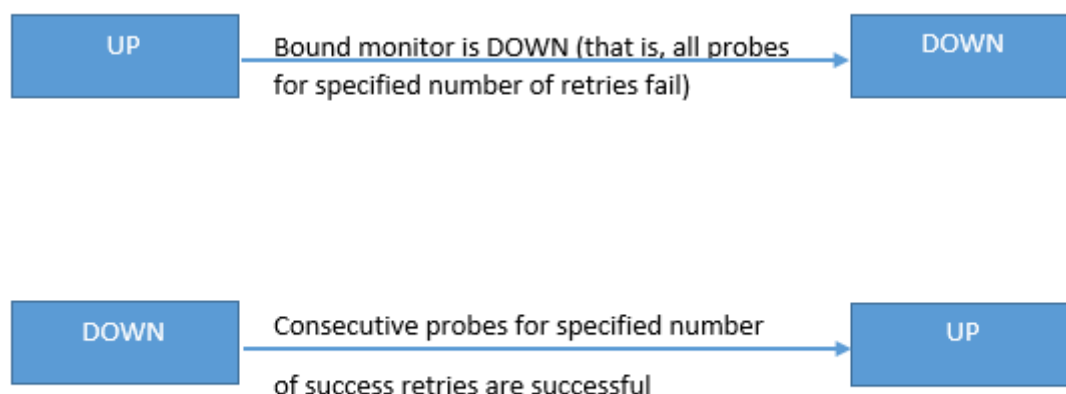 UP
Bound monitor is DOWN (that is, all probes
for specified number of retries fail)
DOWN
DOWN
Consecutive probes for specified number
of success retries are successful
UP